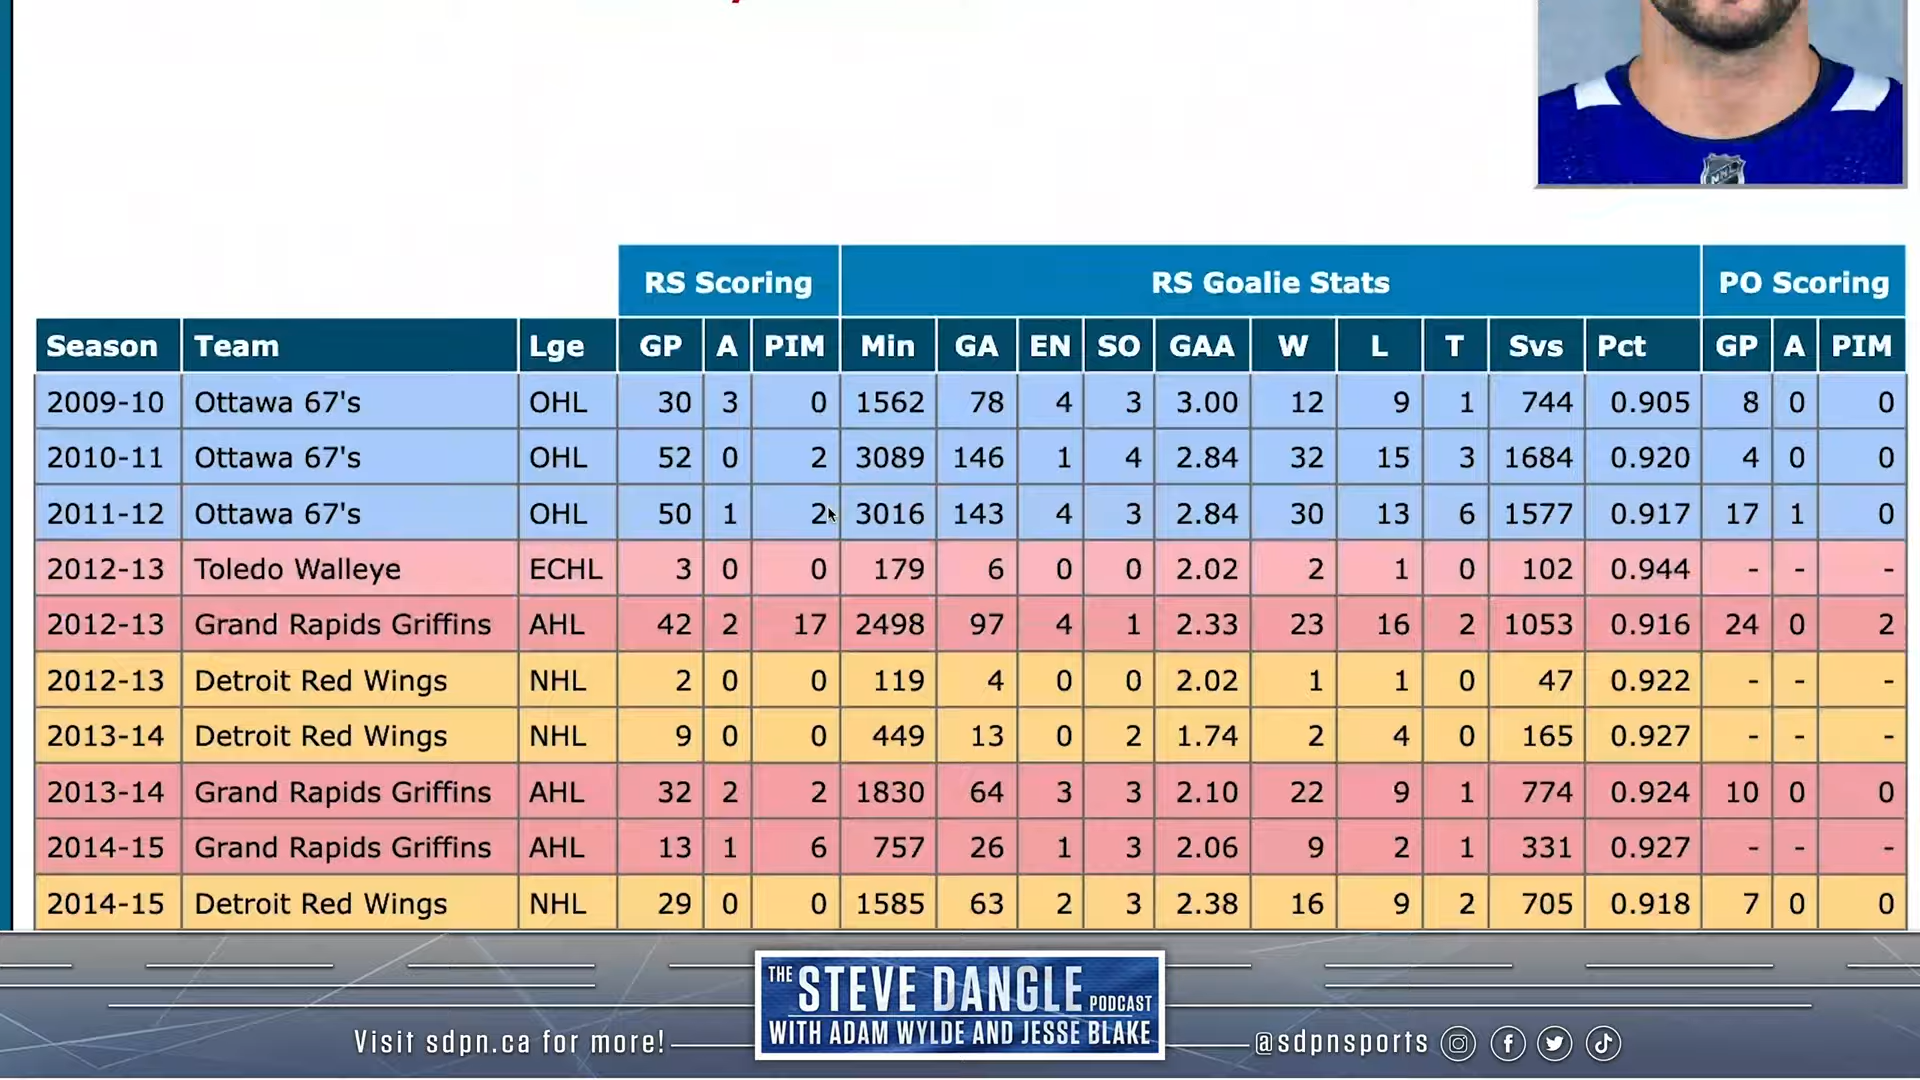 RS Scoring RS Goalie Stats PO Scoring
Season Team Lge GP A PIM Min GA EN SO GAA W L T Svs Pct GP A PIM
2009-10 Ottawa 67's OHL 30 3 0 1562 78 4 3 3.00 12 9 1 744 0.905 8 0 0
2010-11 Ottawa 67's OHL 52 0 2 3089 146 1 4 2.84 32 15 3 1684 0.920 4 0 0
2011-12 Ottawa 67's OHL 50 1 2 3016 143 4 3 2.84 30 13 6 1577 0.917 17 1 0
2012-13 Toledo Walleye ECHL 3 0 0 179 6 0 0 2.02 2 1 0 102 0.944 - - -
2012-13 Grand Rapids Griffins AHL 42 2 17 2498 97 4 1 2.33 23 16 2 1053 0.916 24 0 2
2012-13 Detroit Red Wings NHL 2 0 0 119 4 0 0 2.02 1 1 0 47 0.922 - - -
2013-14 Detroit Red Wings NHL 9 0 0 449 13 0 2 1.74 2 4 0 165 0.927 - - -
2013-14 Grand Rapids Griffins AHL 32 2 2 1830 64 3 3 2.10 22 9 1 774 0.924 10 0 0
2014-15 Grand Rapids Griffins AHL 13 1 6 757 26 1 3 2.06 9 2 1 331 0.927 - - -
2014-15 Detroit Red Wings NHL 29 0 0 1585 63 2 3 2.38 16 9 2 705 0.918 7 0 0
THE STEVE DANGLE PODCAST
WITH ADAM WYLDE AND JESSE BLAKE
Visit sdpn.ca for more!
@sdpnsports
NHL